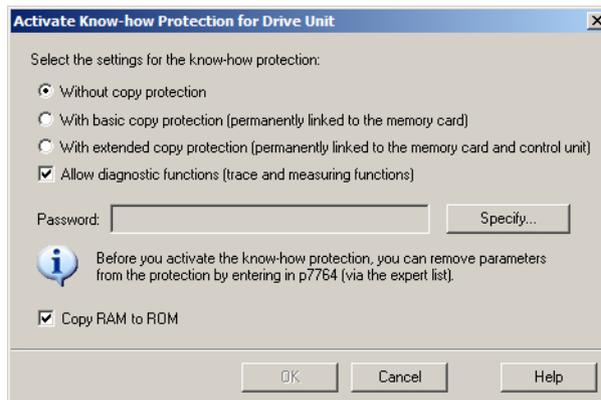 Activate Know-how Protection for Drive Unit
Select the settings for the know-how protection:
Without copy protection
With basic copy protection (permanently linked to the memory card)
With extended copy protection (permanently linked to the memory card and control unit)
Allow diagnostic functions (trace and measuring functions)
Password:
Specify...
Before you activate the know-how protection, you can remove parameters
from the protection by entering in p7764 (via the expert list).
Copy RAM to ROM
OK
Cancel
Help